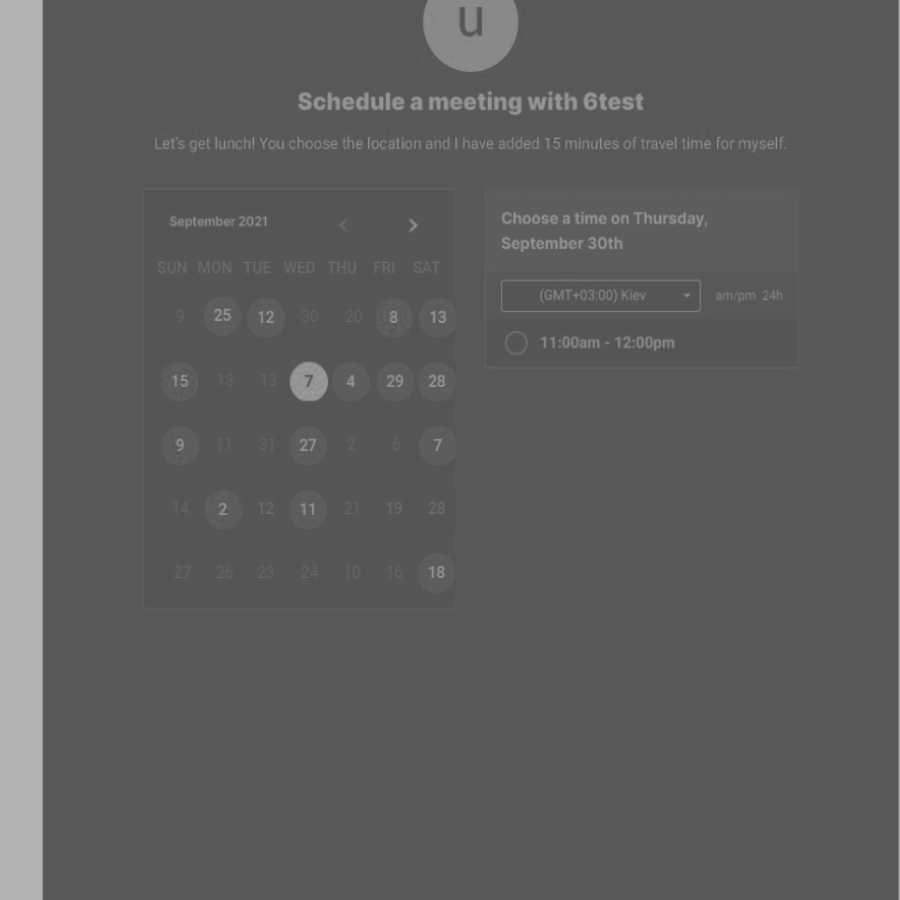 u
Schedule a meeting with 6test
Let's get lunch! You choose the location and I have added 15 minutes of travel time for myself.
September 2021
SUN MON TUE WED THU FRI SAT
9 25 12 30 20 8 13
15 13 13 7 4 29 28
9 11 31 27 2 6 7
14 2 12 11 21 19 28
27 26 23 24 10 16 18
Choose a time on Thursday,
September 30th
(GMT+03:00) Kiev am/pm 24h
11:00am - 12:00pm